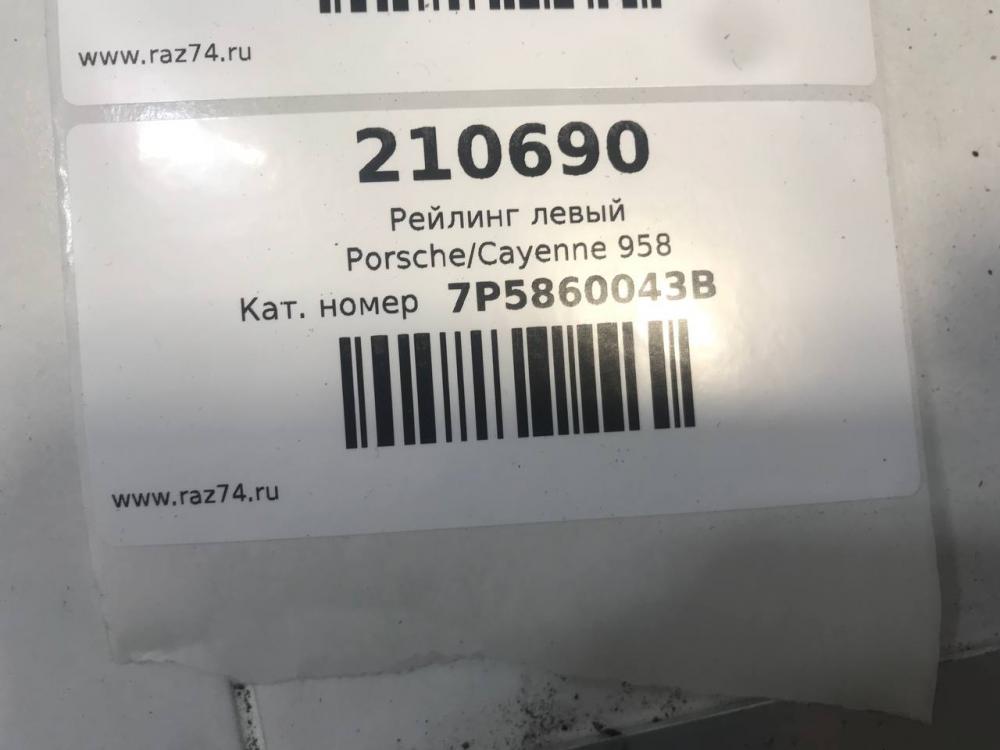 www.raz74.ru
210690
Рейлинг левый
Porsche/Cayenne 958
Кат. номер 7P5860043B
www.raz74.ru